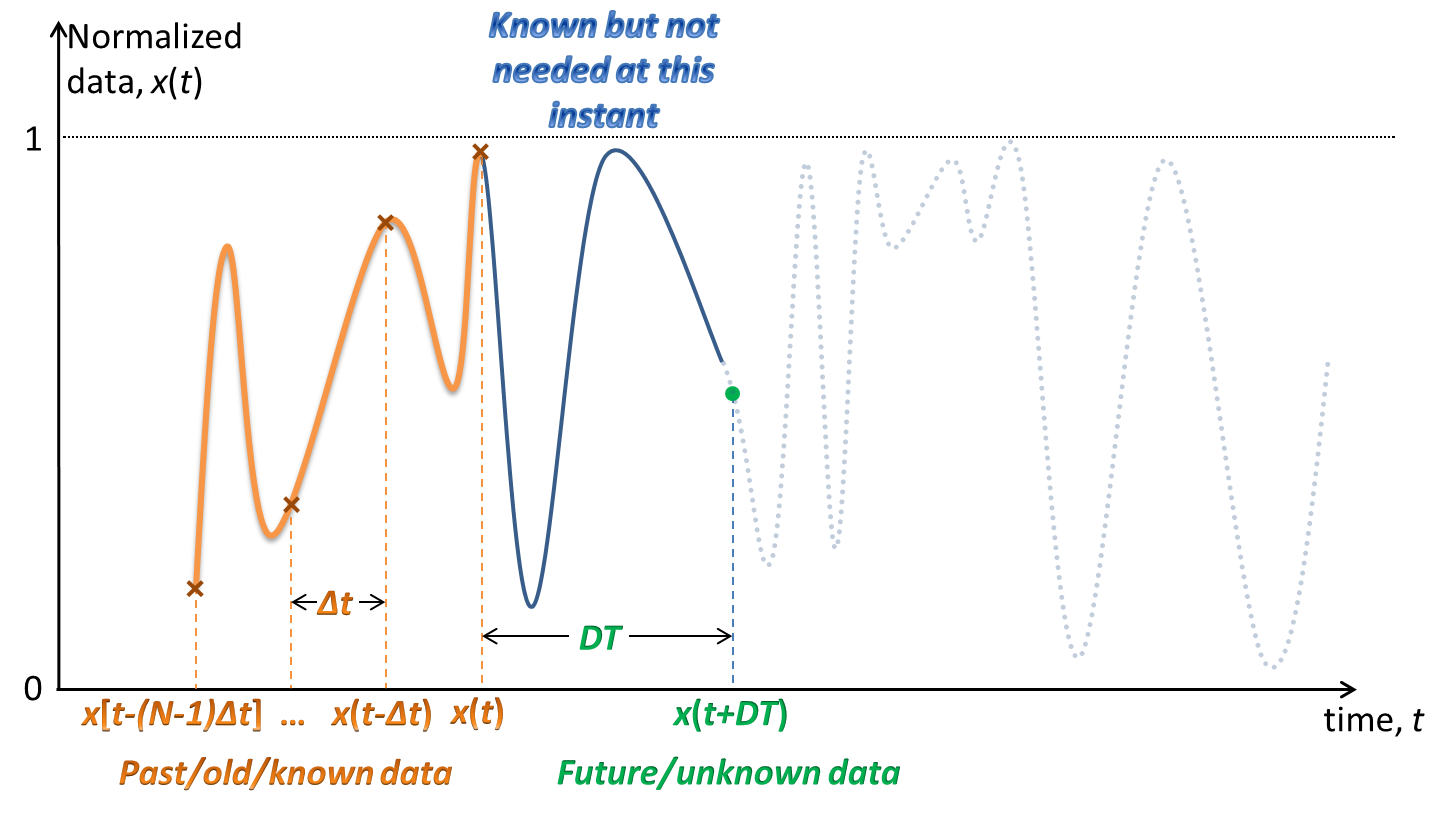 Normalized
data, x(t)
Known but not
needed at this
instant
1
Δt
DT
0
x[t-(N-1)Δt] ... x(t-Δt) x(t) x(t+DT)
time, t
Past/old/known data Future/unknown data